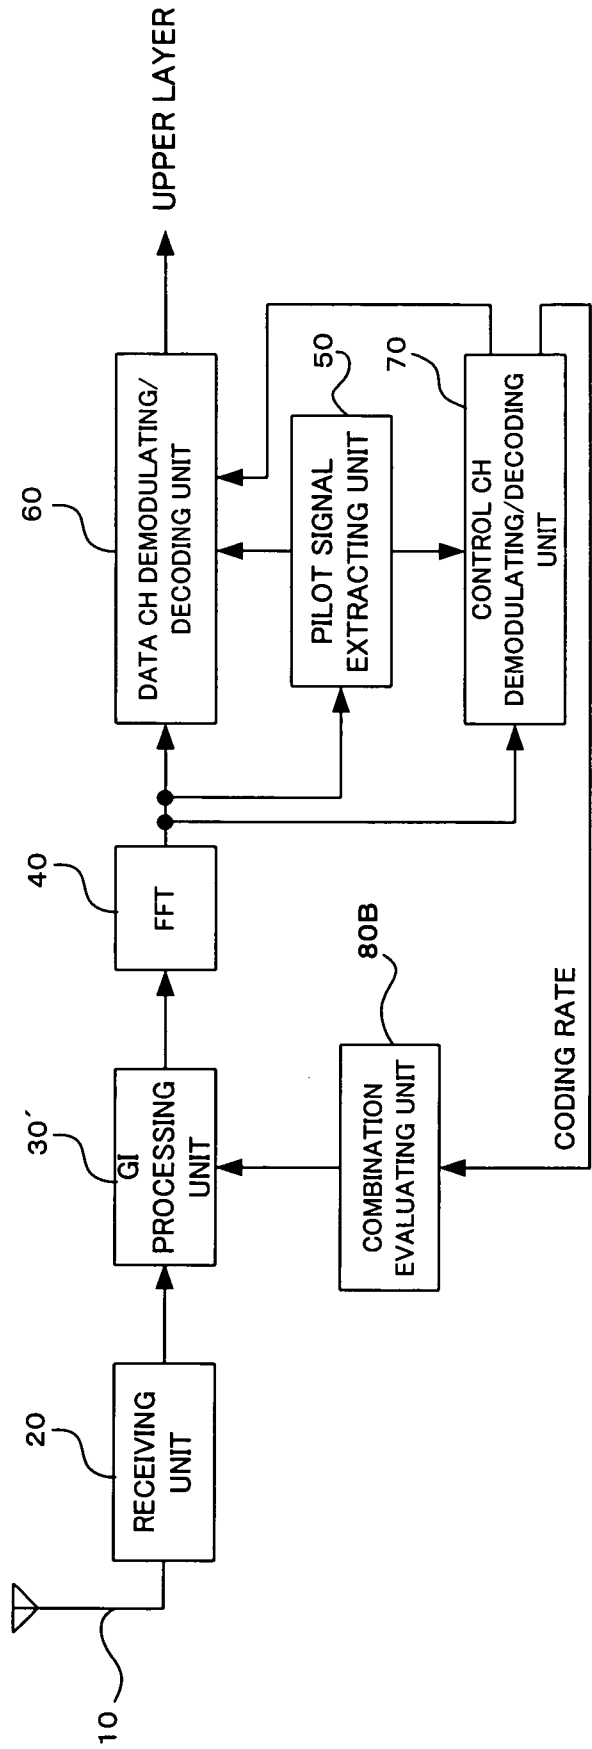 10
20
RECEIVING
UNIT
30´
GI
PROCESSING
UNIT
40
FFT
60
DATA CH DEMODULATING/
DECODING UNIT
UPPER LAYER
50
PILOT SIGNAL
EXTRACTING UNIT
70
CONTROL CH
DEMODULATING/DECODING
UNIT
80B
COMBINATION
EVALUATING UNIT
CODING RATE